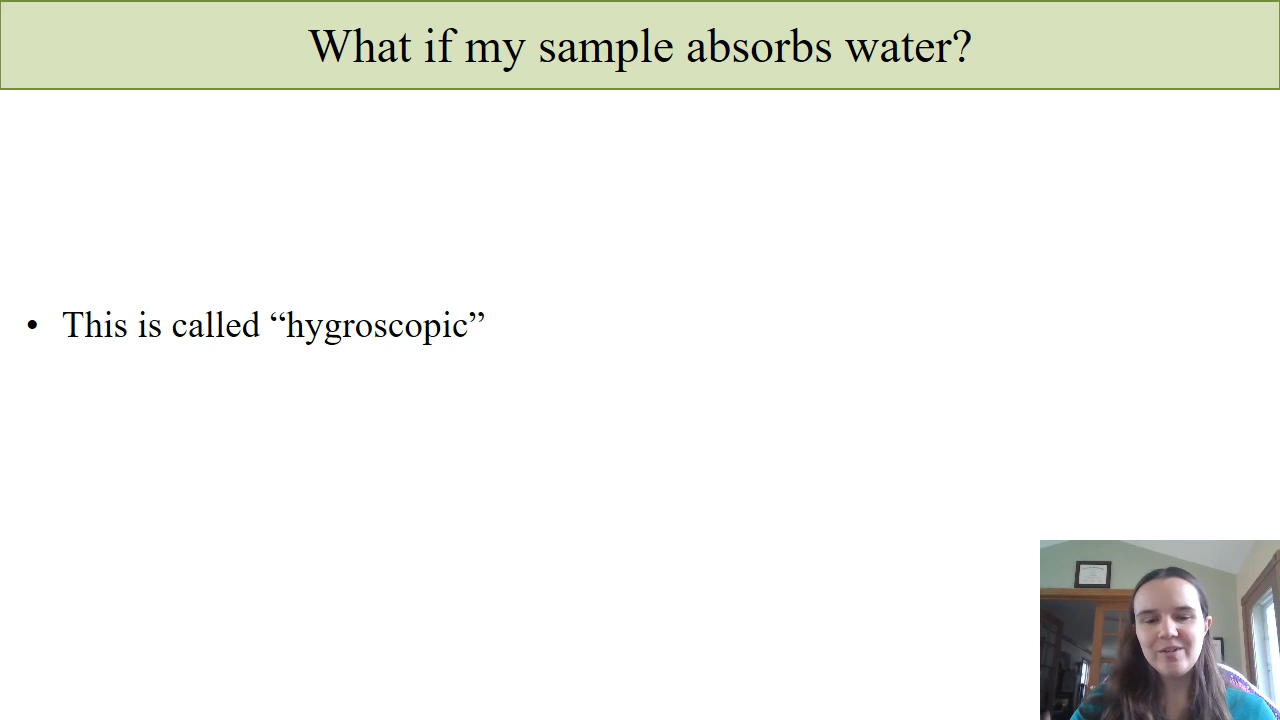 What if my sample absorbs water?
• This is called “hygroscopic”